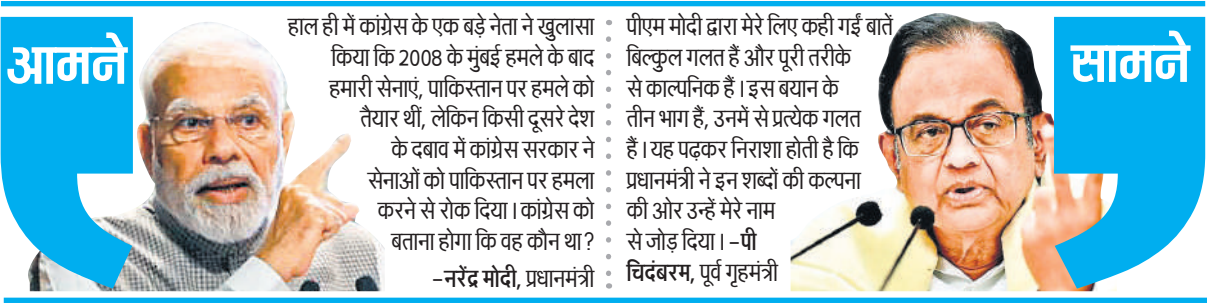 आमने
हाल ही में कांग्रेस के एक बड़े नेता ने खुलासा
किया कि 2008 के मुंबई हमले के बाद
हमारी सेनाएं, पाकिस्तान पर हमले को
तैयार थीं, लेकिन किसी दूसरे देश
के दबाव में कांग्रेस सरकार ने
सेनाओं को पाकिस्तान पर हमला
करने से रोक दिया। कांग्रेस को
बताना होगा कि वह कौन था?
–नरेंद्र मोदी, प्रधानमंत्री
पीएम मोदी द्वारा मेरे लिए कही गईं बातें
बिल्कुल गलत हैं और पूरी तरीके
से काल्पनिक हैं। इस बयान के
तीन भाग हैं, उनमें से प्रत्येक गलत
हैं। यह पढ़कर निराशा होती है कि
प्रधानमंत्री ने इन शब्दों की कल्पना
की ओर उन्हें मेरे नाम
से जोड़ दिया। –पी
चिदंबरम, पूर्व गृहमंत्री
सामने